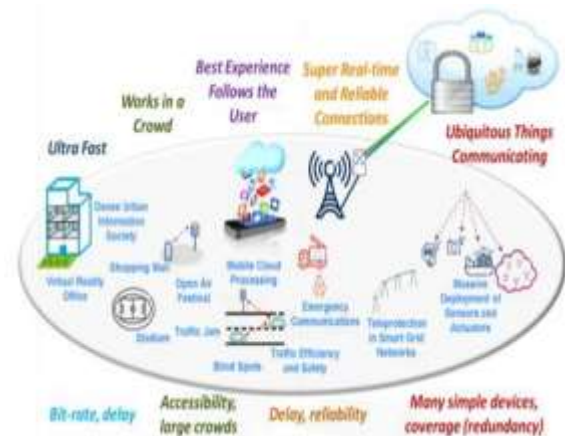 Best Experience
Follows the
User
Super Real-time
and Reliable
Connections
Works in a
Crowd
Ultra Fast
Ubiquitous Things
Communicating
Dense Urban
Information
Society
Virtual Reality
Office
Shopping Mall
Open Air
Festival
Mobile Cloud
Processing
Stadium
Traffic Jam
Blind Spots
Emergency
Communications
Traffic Efficiency
and Safety
Teleprotection
in Smart Grid
Networks
Massive
Deployment of
Sensors and
Actuators
Bit-rate, delay
Accessibility,
large crowds
Delay, reliability
Many simple devices,
coverage (redundancy)